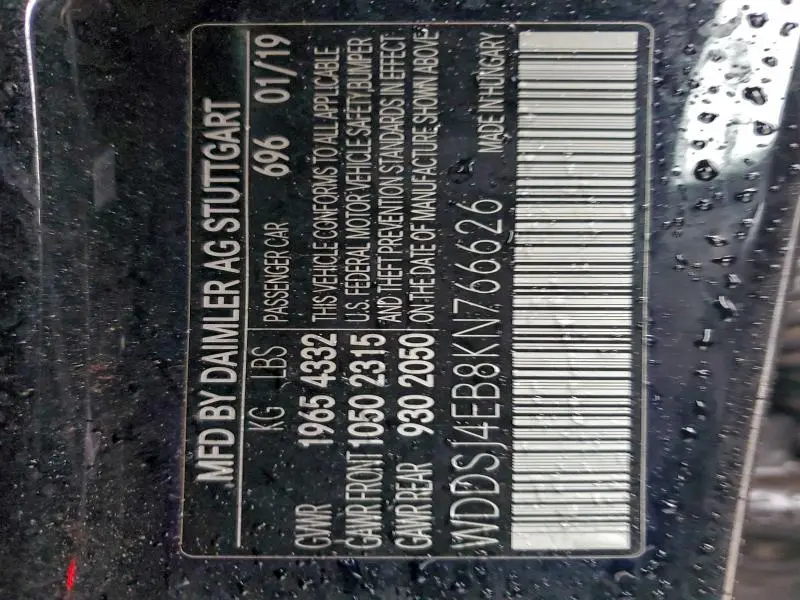 MFD BY DAIMLER AG STUTTGART
KG LBS PASSENGER CAR 696 01/19
GVWR 1965 4332 THIS VEHICLE CONFORMS TO ALL APPLICABLE
GAWR FRONT 1050 2315 U.S. FEDERAL MOTOR VEHICLE SAFETY, BUMPER
AND THEFT PREVENTION STANDARDS IN EFFECT
GAWR REAR 930 2050 ON THE DATE OF MANUFACTURE SHOWN ABOVE
WDDSJ4EB8KN766626 MADE IN HUNGARY